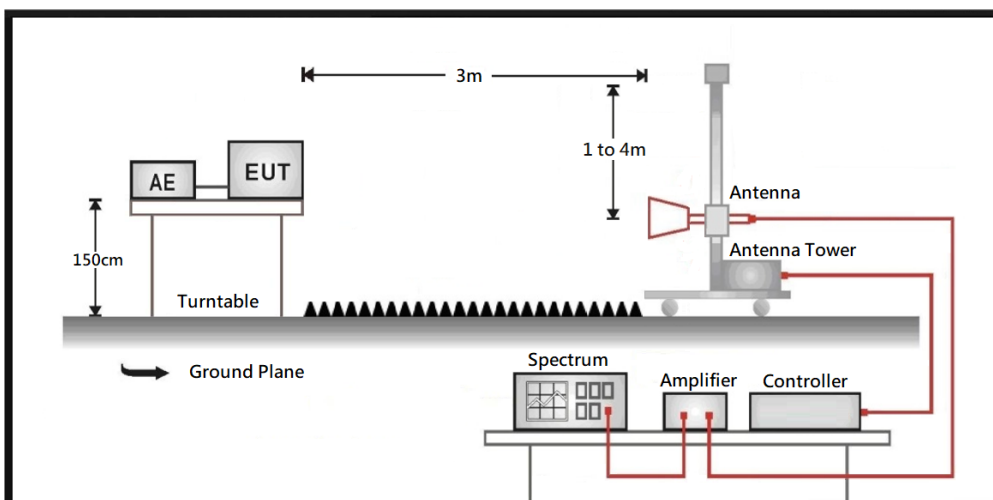 3m
1 to 4m
AE
EUT
Antenna
150cm
Antenna Tower
Turntable
Ground Plane
Spectrum
Amplifier
Controller